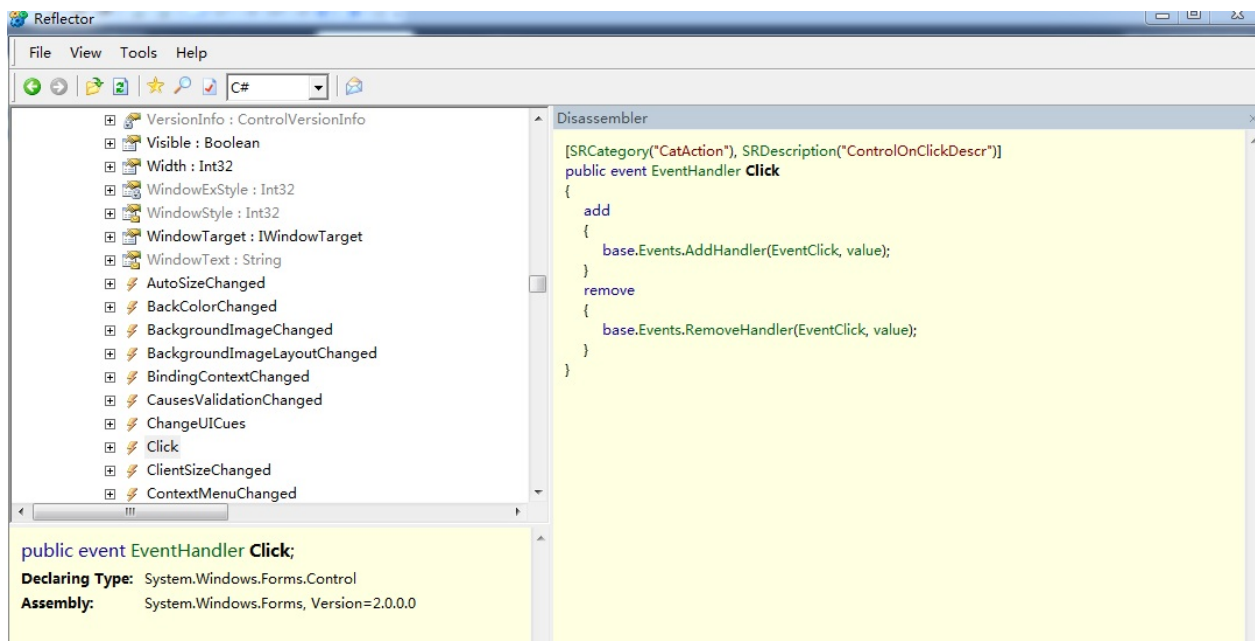 Reflector
File View Tools Help
C#
VersionInfo : ControlVersionInfo
Visible : Boolean
Width : Int32
WindowExStyle : Int32
WindowStyle : Int32
WindowTarget : IWindowTarget
WindowText : String
AutoSizeChanged
BackColorChanged
BackgroundImageChanged
BackgroundImageLayoutChanged
BindingContextChanged
CausesValidationChanged
ChangeUICues
Click
ClientSizeChanged
ContextMenuChanged
public event EventHandler Click;
Declaring Type: System.Windows.Forms.Control
Assembly: System.Windows.Forms, Version=2.0.0.0
Disassembler
[SRCategory("CatAction"), SRDescription("ControlOnClickDescr")]
public event EventHandler Click
{
add
{
base.Events.AddHandler(EventClick, value);
}
remove
{
base.Events.RemoveHandler(EventClick, value);
}
}